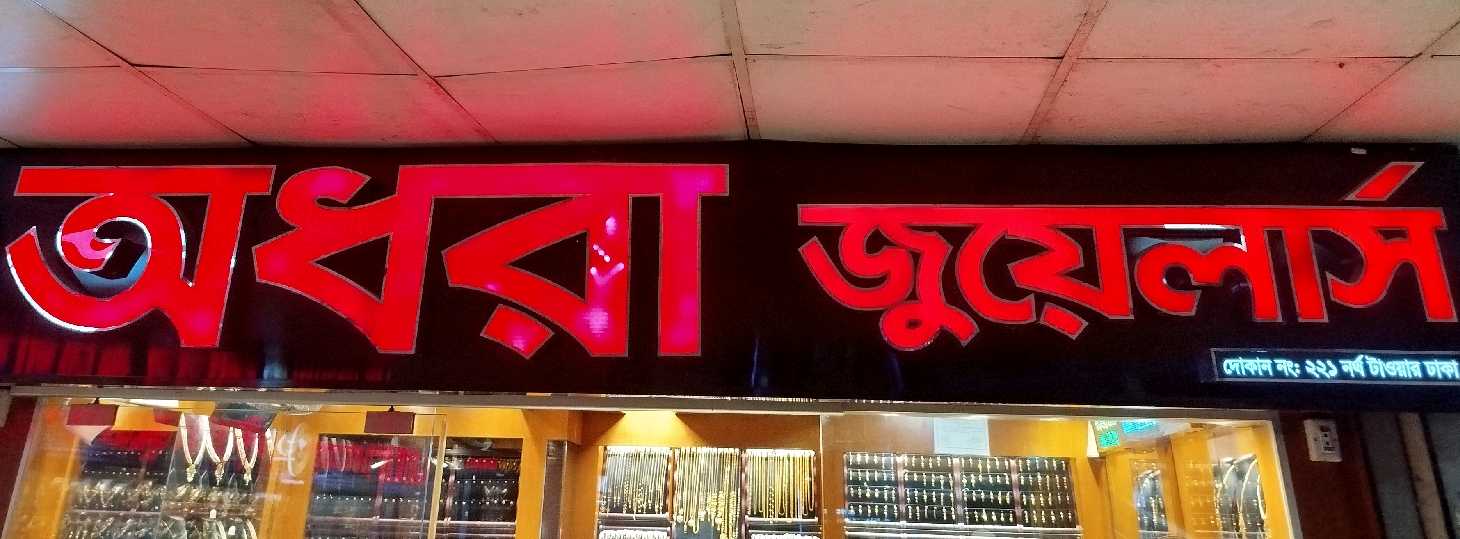 অধরা জুয়েলার্স
দোকান নং: ২২১ নর্থ টাওয়ার ঢাকা